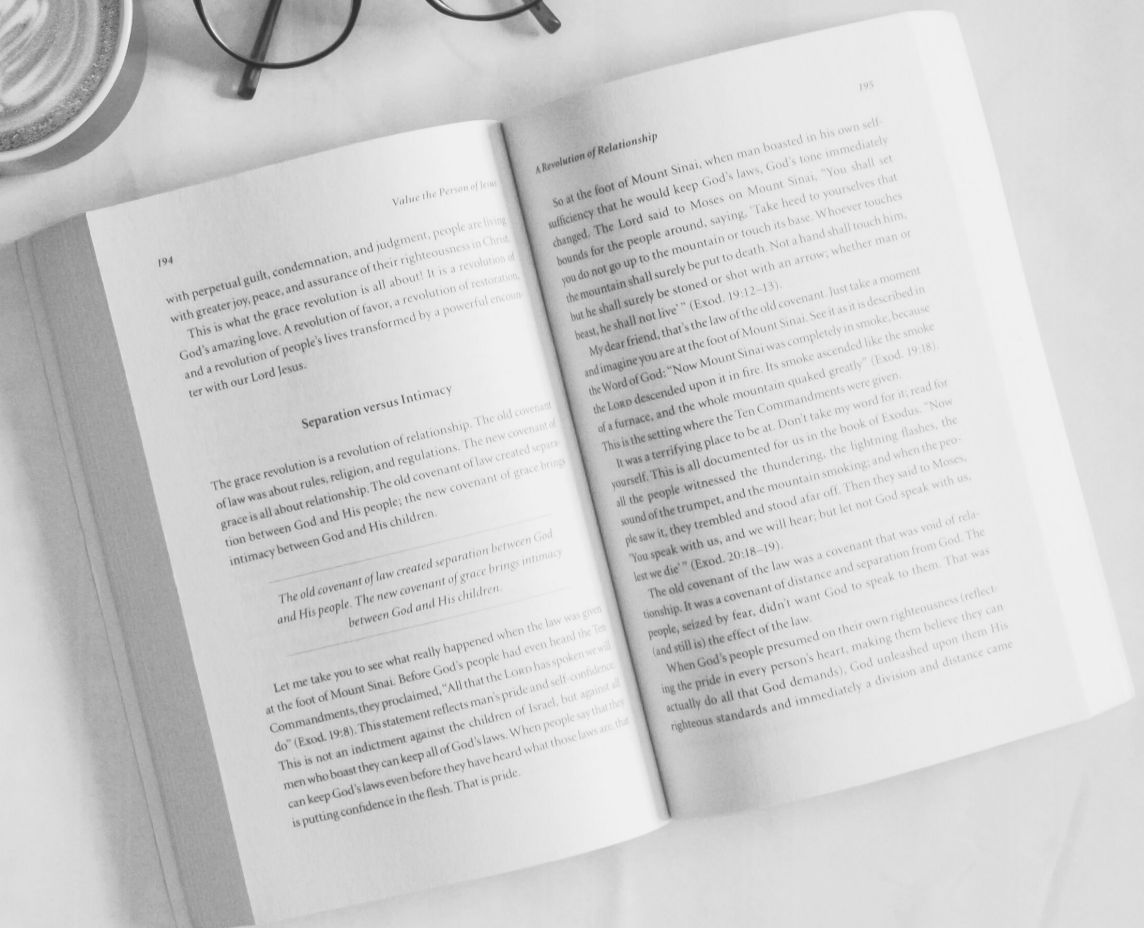 194
Value the Person of Jesus
with perpetual guilt, condemnation, and judgment, people are living
with greater joy, peace, and assurance of their righteousness in Christ.
This is what the grace revolution is all about! It is a revolution of
God's amazing love. A revolution of favor, a revolution of restoration,
and a revolution of people's lives transformed by a powerful encoun-
ter with our Lord Jesus.
Separation versus Intimacy
The grace revolution is a revolution of relationship. The old covenant
of law was about rules, religion, and regulations. The new covenant of
grace is all about relationship. The old covenant of law created separa-
tion between God and His people; the new covenant of grace brings
intimacy between God and His children.
The old covenant of law created separation between God
and His people. The new covenant of grace brings intimacy
between God and His children.
Let me take you to see what really happened when the law was given
at the foot of Mount Sinai. Before God's people had even heard the Ten
Commandments, they proclaimed, "All that the LORD has spoken we will
do" (Exod. 19:8). This statement reflects man's pride and self-confidence.
This is not an indictment against the children of Israel, but against all
men who boast they can keep all of God's laws. When people say that they
can keep God's laws even before they have heard what those laws are, that
is putting confidence in the flesh. That is pride.
195
A Revolution of Relationship
So at the foot of Mount Sinai, when man boasted in his own self-
sufficiency that he would keep God's laws, God's tone immediately
changed. The Lord said to Moses on Mount Sinai, "You shall set
bounds for the people around, saying, 'Take heed to yourselves that
you do not go up to the mountain or touch its base. Whoever touches
the mountain shall surely be put to death. Not a hand shall touch him,
but he shall surely be stoned or shot with an arrow; whether man or
beast, he shall not live' " (Exod. 19:12–13).
My dear friend, that's the law of the old covenant. Just take a moment
and imagine you are at the foot of Mount Sinai. See it as it is described in
the Word of God: "Now Mount Sinai was completely in smoke, because
the LORD descended upon it in fire. Its smoke ascended like the smoke
of a furnace, and the whole mountain quaked greatly" (Exod. 19:18).
This is the setting where the Ten Commandments were given.
It was a terrifying place to be at. Don't take my word for it; read for
yourself. This is all documented for us in the book of Exodus. "Now
all the people witnessed the thundering, the lightning flashes, the
sound of the trumpet, and the mountain smoking; and when the peo-
ple saw it, they trembled and stood afar off. Then they said to Moses,
'You speak with us, and we will hear; but let not God speak with us,
lest we die' " (Exod. 20:18–19).
The old covenant of the law was a covenant that was void of rela-
tionship. It was a covenant of distance and separation from God. The
people, seized by fear, didn't want God to speak to them. That was
(and still is) the effect of the law.
When God's people presumed on their own righteousness (reflect-
ing the pride in every person's heart, making them believe they can
actually do all that God demands), God unleashed upon them His
righteous standards and immediately a division and distance came